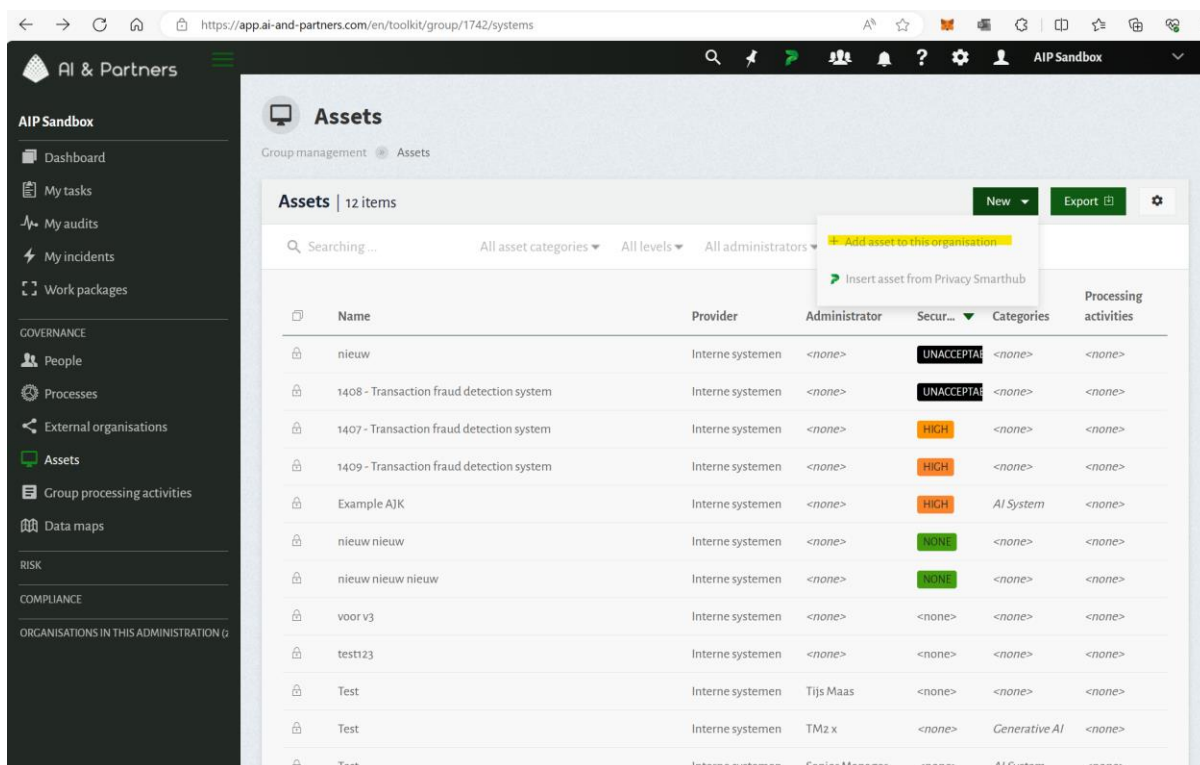 https://app.ai-and-partners.com/en/toolkit/group/1742/systems
AI & Partners
AIP Sandbox
AIP Sandbox
Dashboard
My tasks
My audits
My incidents
Work packages
GOVERNANCE
People
Processes
External organisations
Assets
Group processing activities
Data maps
RISK
COMPLIANCE
ORGANISATIONS IN THIS ADMINISTRATION (2
Assets
Group management Assets
Assets | 12 items
New Export
Searching ... All asset categories All levels All administrators
+ Add asset to this organisation
Insert asset from Privacy Smarthub
Name Provider Administrator Secur... Categories Processing activities
nieuw Interne systemen <none> UNACCEPTAB <none> <none>
1408 - Transaction fraud detection system Interne systemen <none> UNACCEPTAB <none> <none>
1407 - Transaction fraud detection system Interne systemen <none> HIGH <none> <none>
1409 - Transaction fraud detection system Interne systemen <none> HIGH <none> <none>
Example AJK Interne systemen <none> HIGH AI System <none>
nieuw nieuw Interne systemen <none> NONE <none> <none>
nieuw nieuw nieuw Interne systemen <none> NONE <none> <none>
voor v3 Interne systemen <none> <none> <none> <none>
test123 Interne systemen <none> <none> <none> <none>
Test Interne systemen Tijs Maas <none> <none> <none>
Test Interne systemen TM2 x <none> Generative AI <none>